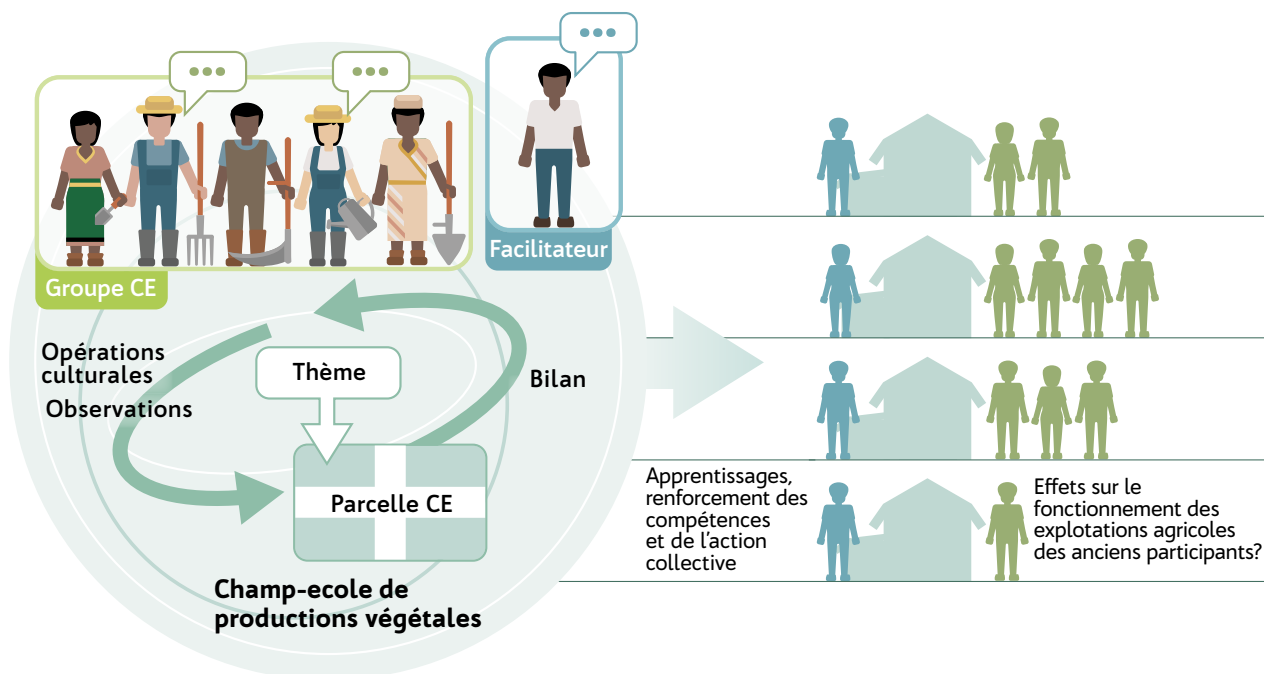 Facilitateur
Groupe CE
Opérations
culturales
Observations
Thème
Bilan
Parcelle CE
Champ-ecole de
productions végétales
Apprentissages,
renforcement des
compétences
et de l'action
collective
Effets sur le
fonctionnement des
explotations agricoles
des anciens participants?